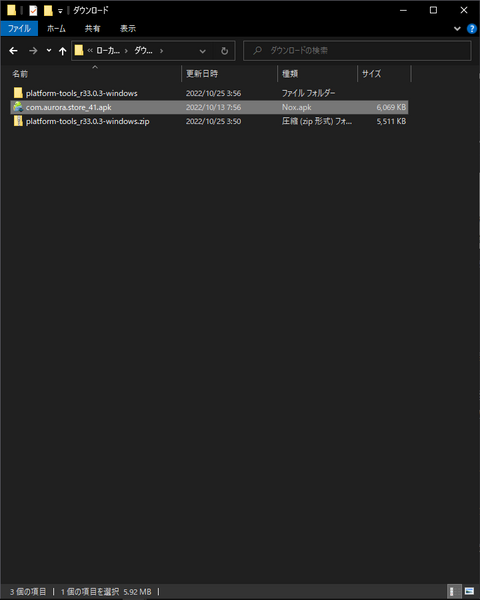 ダウンロード
ファイル ホーム 共有 表示
« ローカ... › ダウ... › ダウンロードの検索
名前 更新日時 種類 サイズ
platform-tools_r33.0.3-windows 2022/10/25 3:56 ファイル フォルダー
com.aurora.store_41.apk 2022/10/13 7:56 Nox.apk 6,069 KB
platform-tools_r33.0.3-windows.zip 2022/10/25 3:50 圧縮 (zip 形式) フォ... 5,511 KB
3 個の項目 1 個の項目を選択 5.92 MB